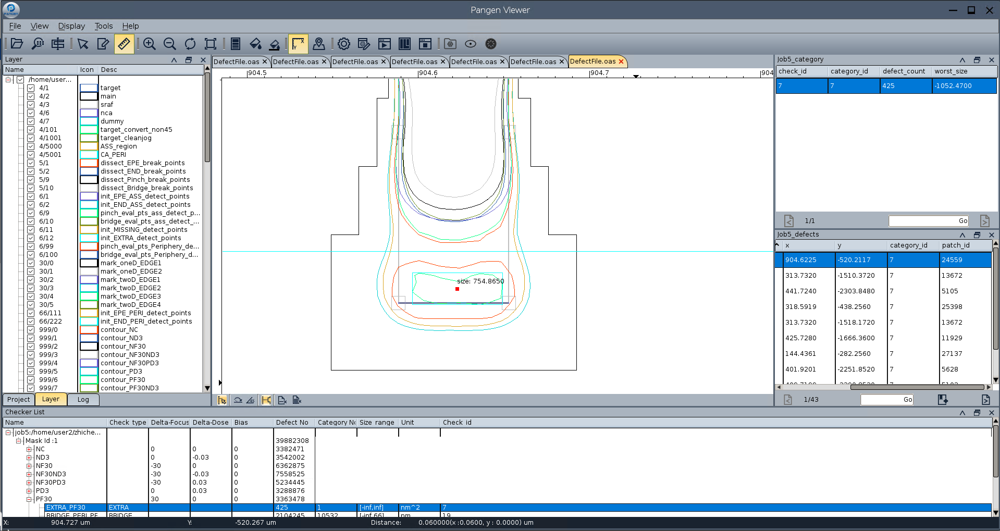 Pangen Viewer
PANGEN
File View Display Tools Help
Layer
Name Icon Desc
/home/user...
4/1 target
4/2 main
4/3 sraf
4/6 nca
4/7 dummy
4/101 target_convert_non45
4/1001 target_cleanjog
4/5000 ASS_region
4/5001 CA_PERI
5/1 dissect_EPE_break_points
5/2 dissect_END_break_points
5/9 dissect_Pinch_break_points
5/10 dissect_Bridge_break_points
6/1 init_EPE_ASS_detect_points
6/2 init_END_ASS_detect_points
6/9 pinch_eval_pts_ass_detect_p...
6/10 bridge_eval_pts_ass_detect_...
6/11 init_MISSING_detect_points
6/12 init_EXTRA_detect_points
6/99 pinch_eval_pts_Periphery_de...
6/100 bridge_eval_pts_Periphery_d...
30/0 mark_oneD_EDGE1
30/1 mark_oneD_EDGE2
30/2 mark_twoD_EDGE1
30/3 mark_twoD_EDGE2
30/4 mark_twoD_EDGE3
30/5 mark_twoD_EDGE4
66/111 init_EPE_PERI_detect_points
66/222 init_END_PERI_detect_points
999/0 contour_NC
999/1 contour_ND3
999/2 contour_NF30
999/3 contour_NF30ND3
999/4 contour_NF30PD3
999/5 contour_PD3
999/6 contour_PF30
999/7 contour_PF30ND3
Project Layer Log
DefectFile.oas DefectFile.oas DefectFile.oas DefectFile.oas DefectFile.oas DefectFile.oas DefectFile.oas
904.5 904.6 904.7 904
size: 754.8650
Job5_category
check_id category_id defect_count worst_size
7 7 425 -1052.4700
1/1 Go
Job5_defects
x y category_id patch_id
904.6225 -520.2117 7 24559
313.7320 -1510.3720 7 13672
441.7240 -2303.8480 7 5105
318.5919 -438.2560 7 25398
313.7320 -1518.1720 7 13672
425.7280 -1666.3600 7 11929
144.4361 -282.2560 7 27137
401.9201 -2251.8520 7 5628
1/43 Go
Checker List
Name Check type Delta-Focus Delta-Dose Bias Defect No Category No Size range Unit Check id
job5:/home/user2/zhiche...
Mask Id :1 39882308
NC 0 0 0 3382471
ND3 0 -0.03 0 3542002
NF30 -30 0 0 6362875
NF30ND3 -30 -0.03 0 7558525
NF30PD3 -30 0.03 0 5234445
PD3 0 0.03 0 3288876
PF30 30 0 0 3363478
EXTRA_PF30 EXTRA 425 1 [-inf,inf] nm^2 7
BRIDGE_PERI_PF BRIDGE 2104245 10532 [-inf,66] nm 19
X: 904.727 um Y: -520.267 um Distance: 0.060000(x :0.0600, y : 0.0000) um